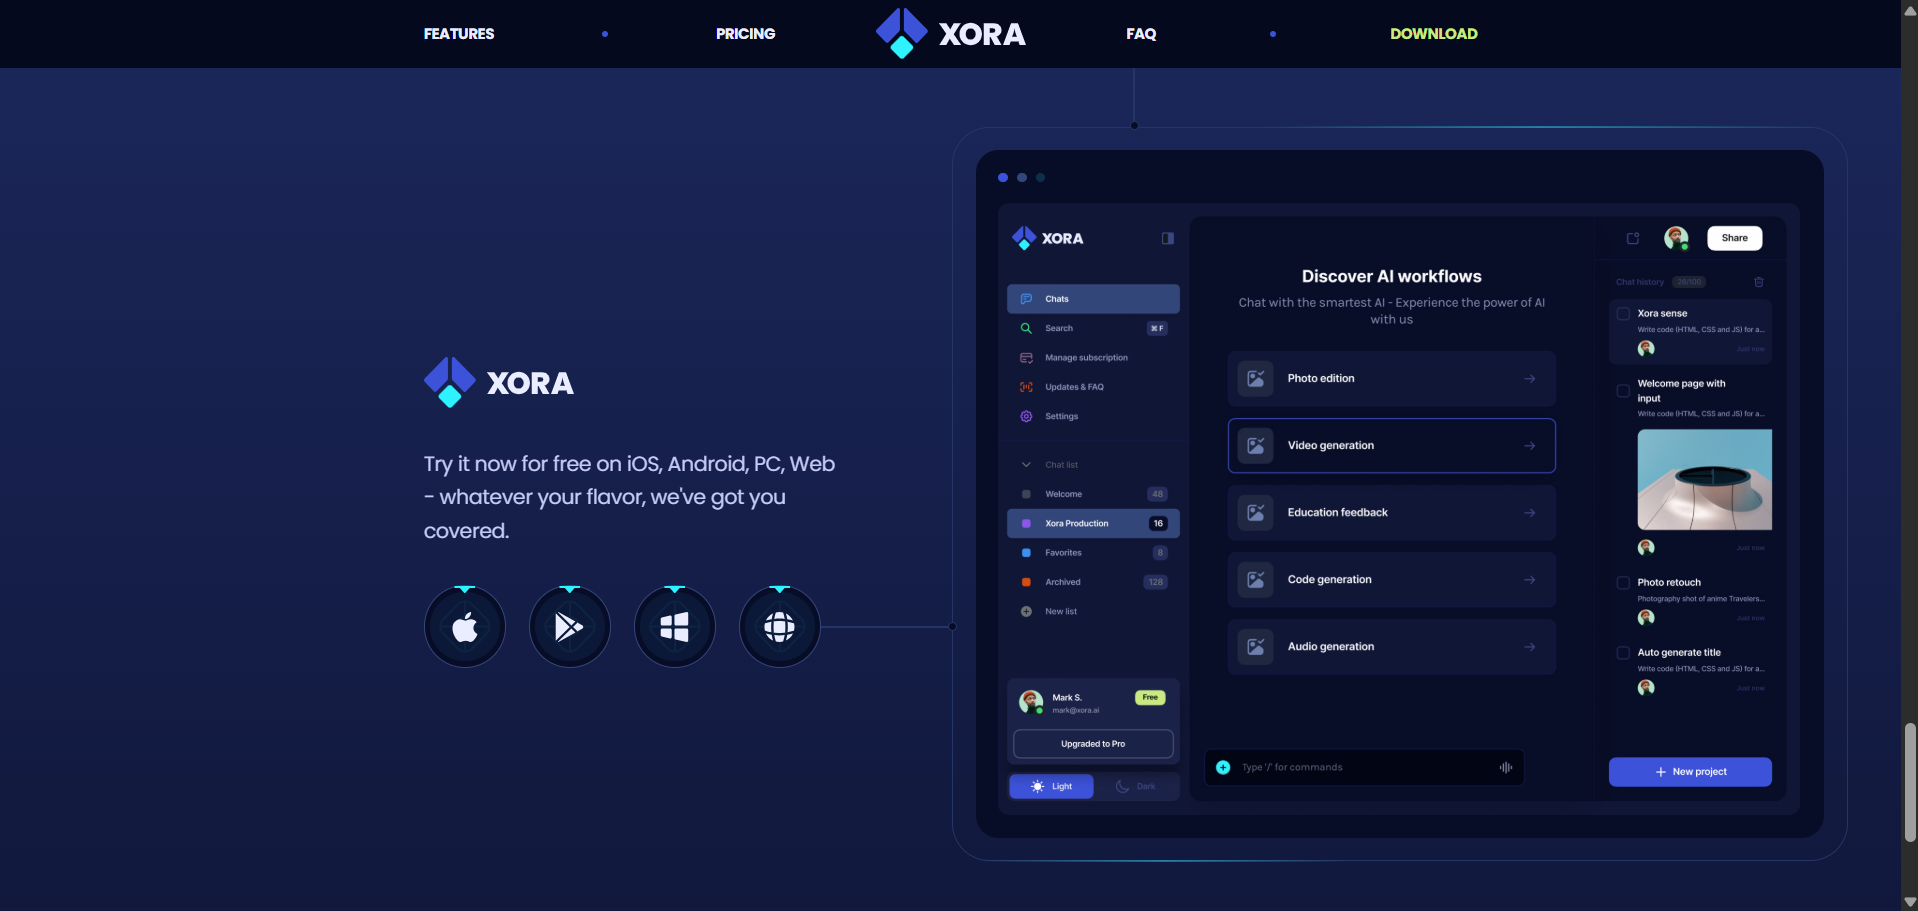 FEATURES
PRICING
XORA
FAQ
DOWNLOAD
XORA
Try it now for free on iOS, Android, PC, Web
- whatever your flavor, we've got you
covered.
XORA
Chats
Search
⌘ F
Manage subscription
Updates & FAQ
Settings
Chat list
Welcome
48
Xora Production
16
Favorites
8
Archived
128
New list
Mark S.
mark@xora.ai
Free
Upgraded to Pro
Light
Dark
Discover AI workflows
Chat with the smartest AI - Experience the power of AI
with us
Photo edition
Video generation
Education feedback
Code generation
Audio generation
Type '/' for commands
Share
Chat history
26/100
Xora sense
Write code (HTML, CSS and JS) for a...
Just now
Welcome page with
input
Write code (HTML, CSS and JS) for a...
Just now
Photo retouch
Photography shot of anime Travelers...
Just now
Auto generate title
Write code (HTML, CSS and JS) for a...
Just now
New project